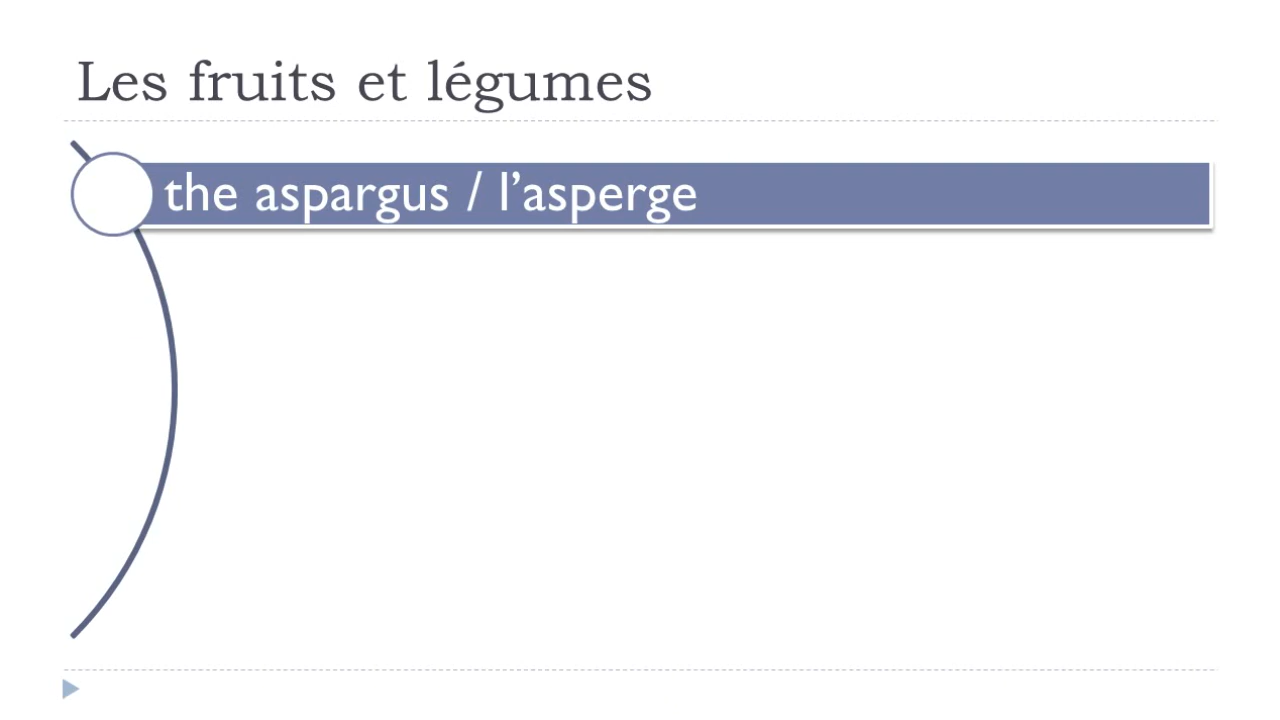 Les fruits et légumes
the aspargus / l’asperge